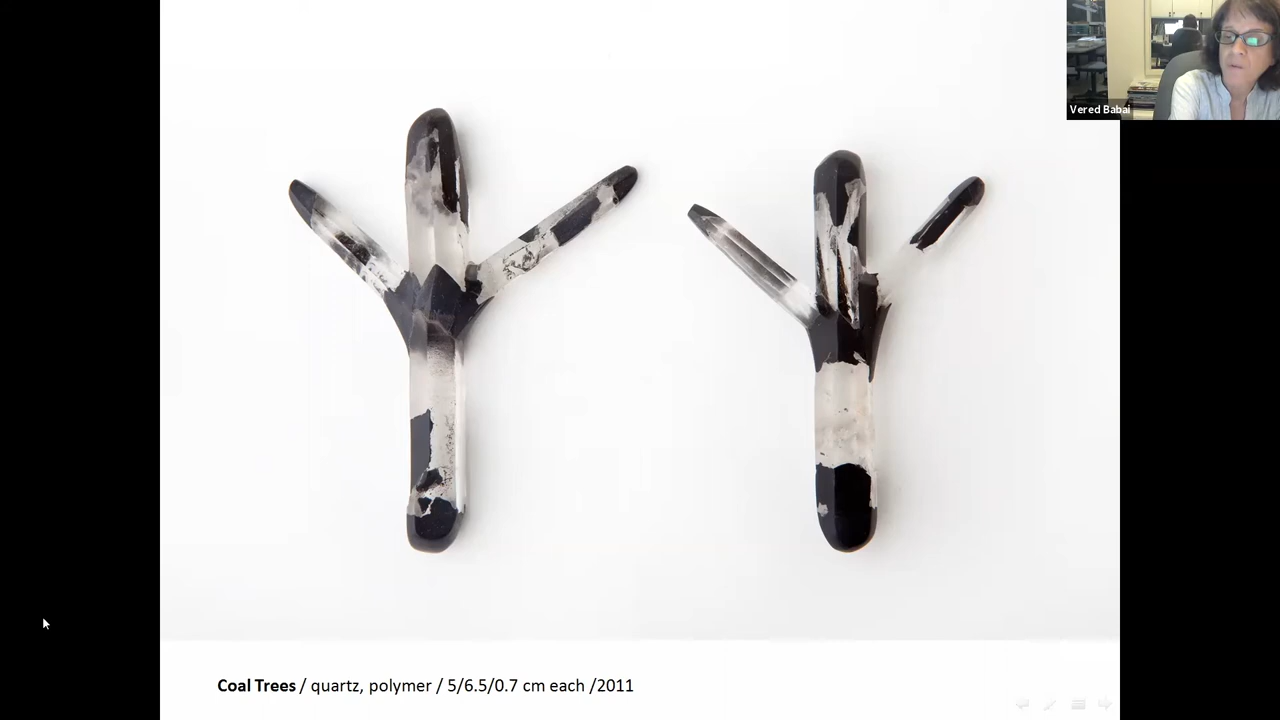 Vered Babai
Coal Trees / quartz, polymer / 5/6.5/0.7 cm each /2011